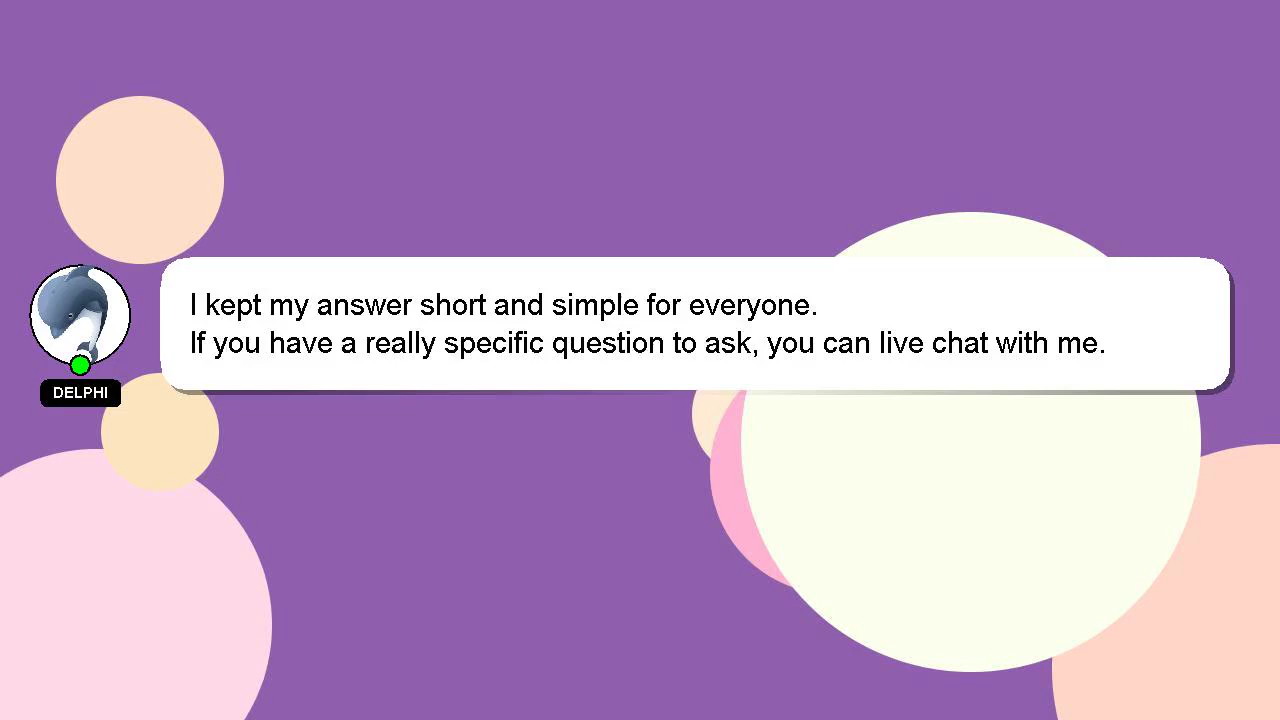 I kept my answer short and simple for everyone.
If you have a really specific question to ask, you can live chat with me.
DELPHI